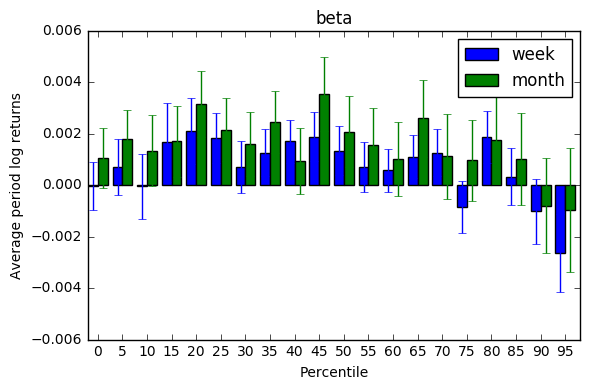 beta
0.006
0.004
0.002
0.000
−0.002
−0.004
−0.006
Average period log returns
week
month
0 5 10 15 20 25 30 35 40 45 50 55 60 65 70 75 80 85 90 95
Percentile